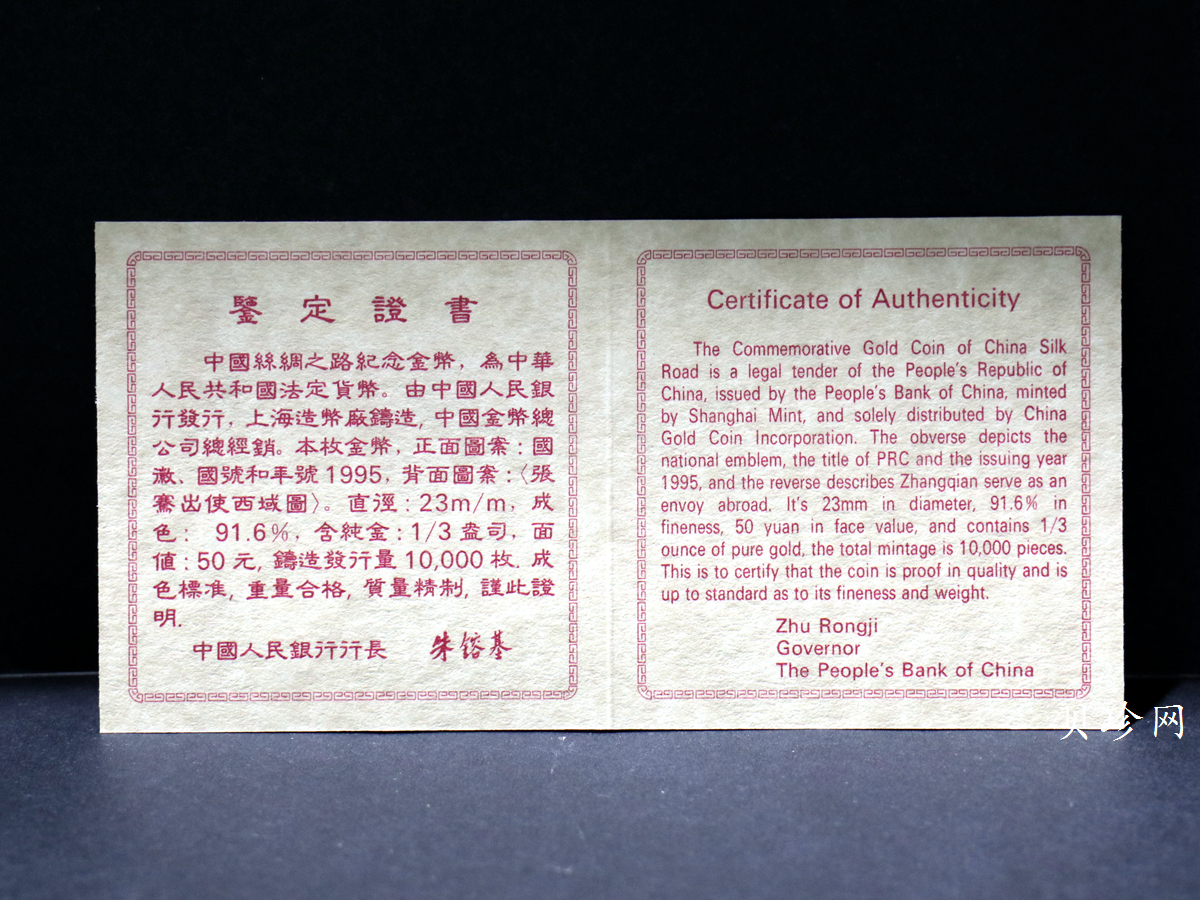 鑒定證書
中國絲綢之路紀念金幣，為中華
人民共和國法定貨幣。由中國人民銀
行發行，上海造幣廠鑄造，中國金幣總
公司總經銷。本枚金幣，正面圖案：國
徽、國號和年號1995，背面圖案：〈張
騫出使西域圖〉。直徑：23m/m，成
色：91.6%，含純金：1/3盎司，面
値：50元，鑄造發行量10,000枚．成
色標准，重量合格，質量精制，謹此證
明．
中國人民銀行行長 朱鎔基
Certificate of Authenticity
The Commemorative Gold Coin of China Silk
Road is a legal tender of the People's Republic of
China, issued by the People's Bank of China, minted
by Shanghai Mint, and solely distributed by China
Gold Coin Incorporation. The obverse depicts the
national emblem, the title of PRC and the issuing year
1995, and the reverse describes Zhangqian serve as an
envoy abroad. It's 23mm in diameter, 91.6% in
fineness, 50 yuan in face value, and contains 1/3
ounce of pure gold, the total mintage is 10,000 pieces.
This is to certify that the coin is proof in quality and is
up to standard as to its fineness and weight.
Zhu Rongji
Governor
The People's Bank of China
贝珍网